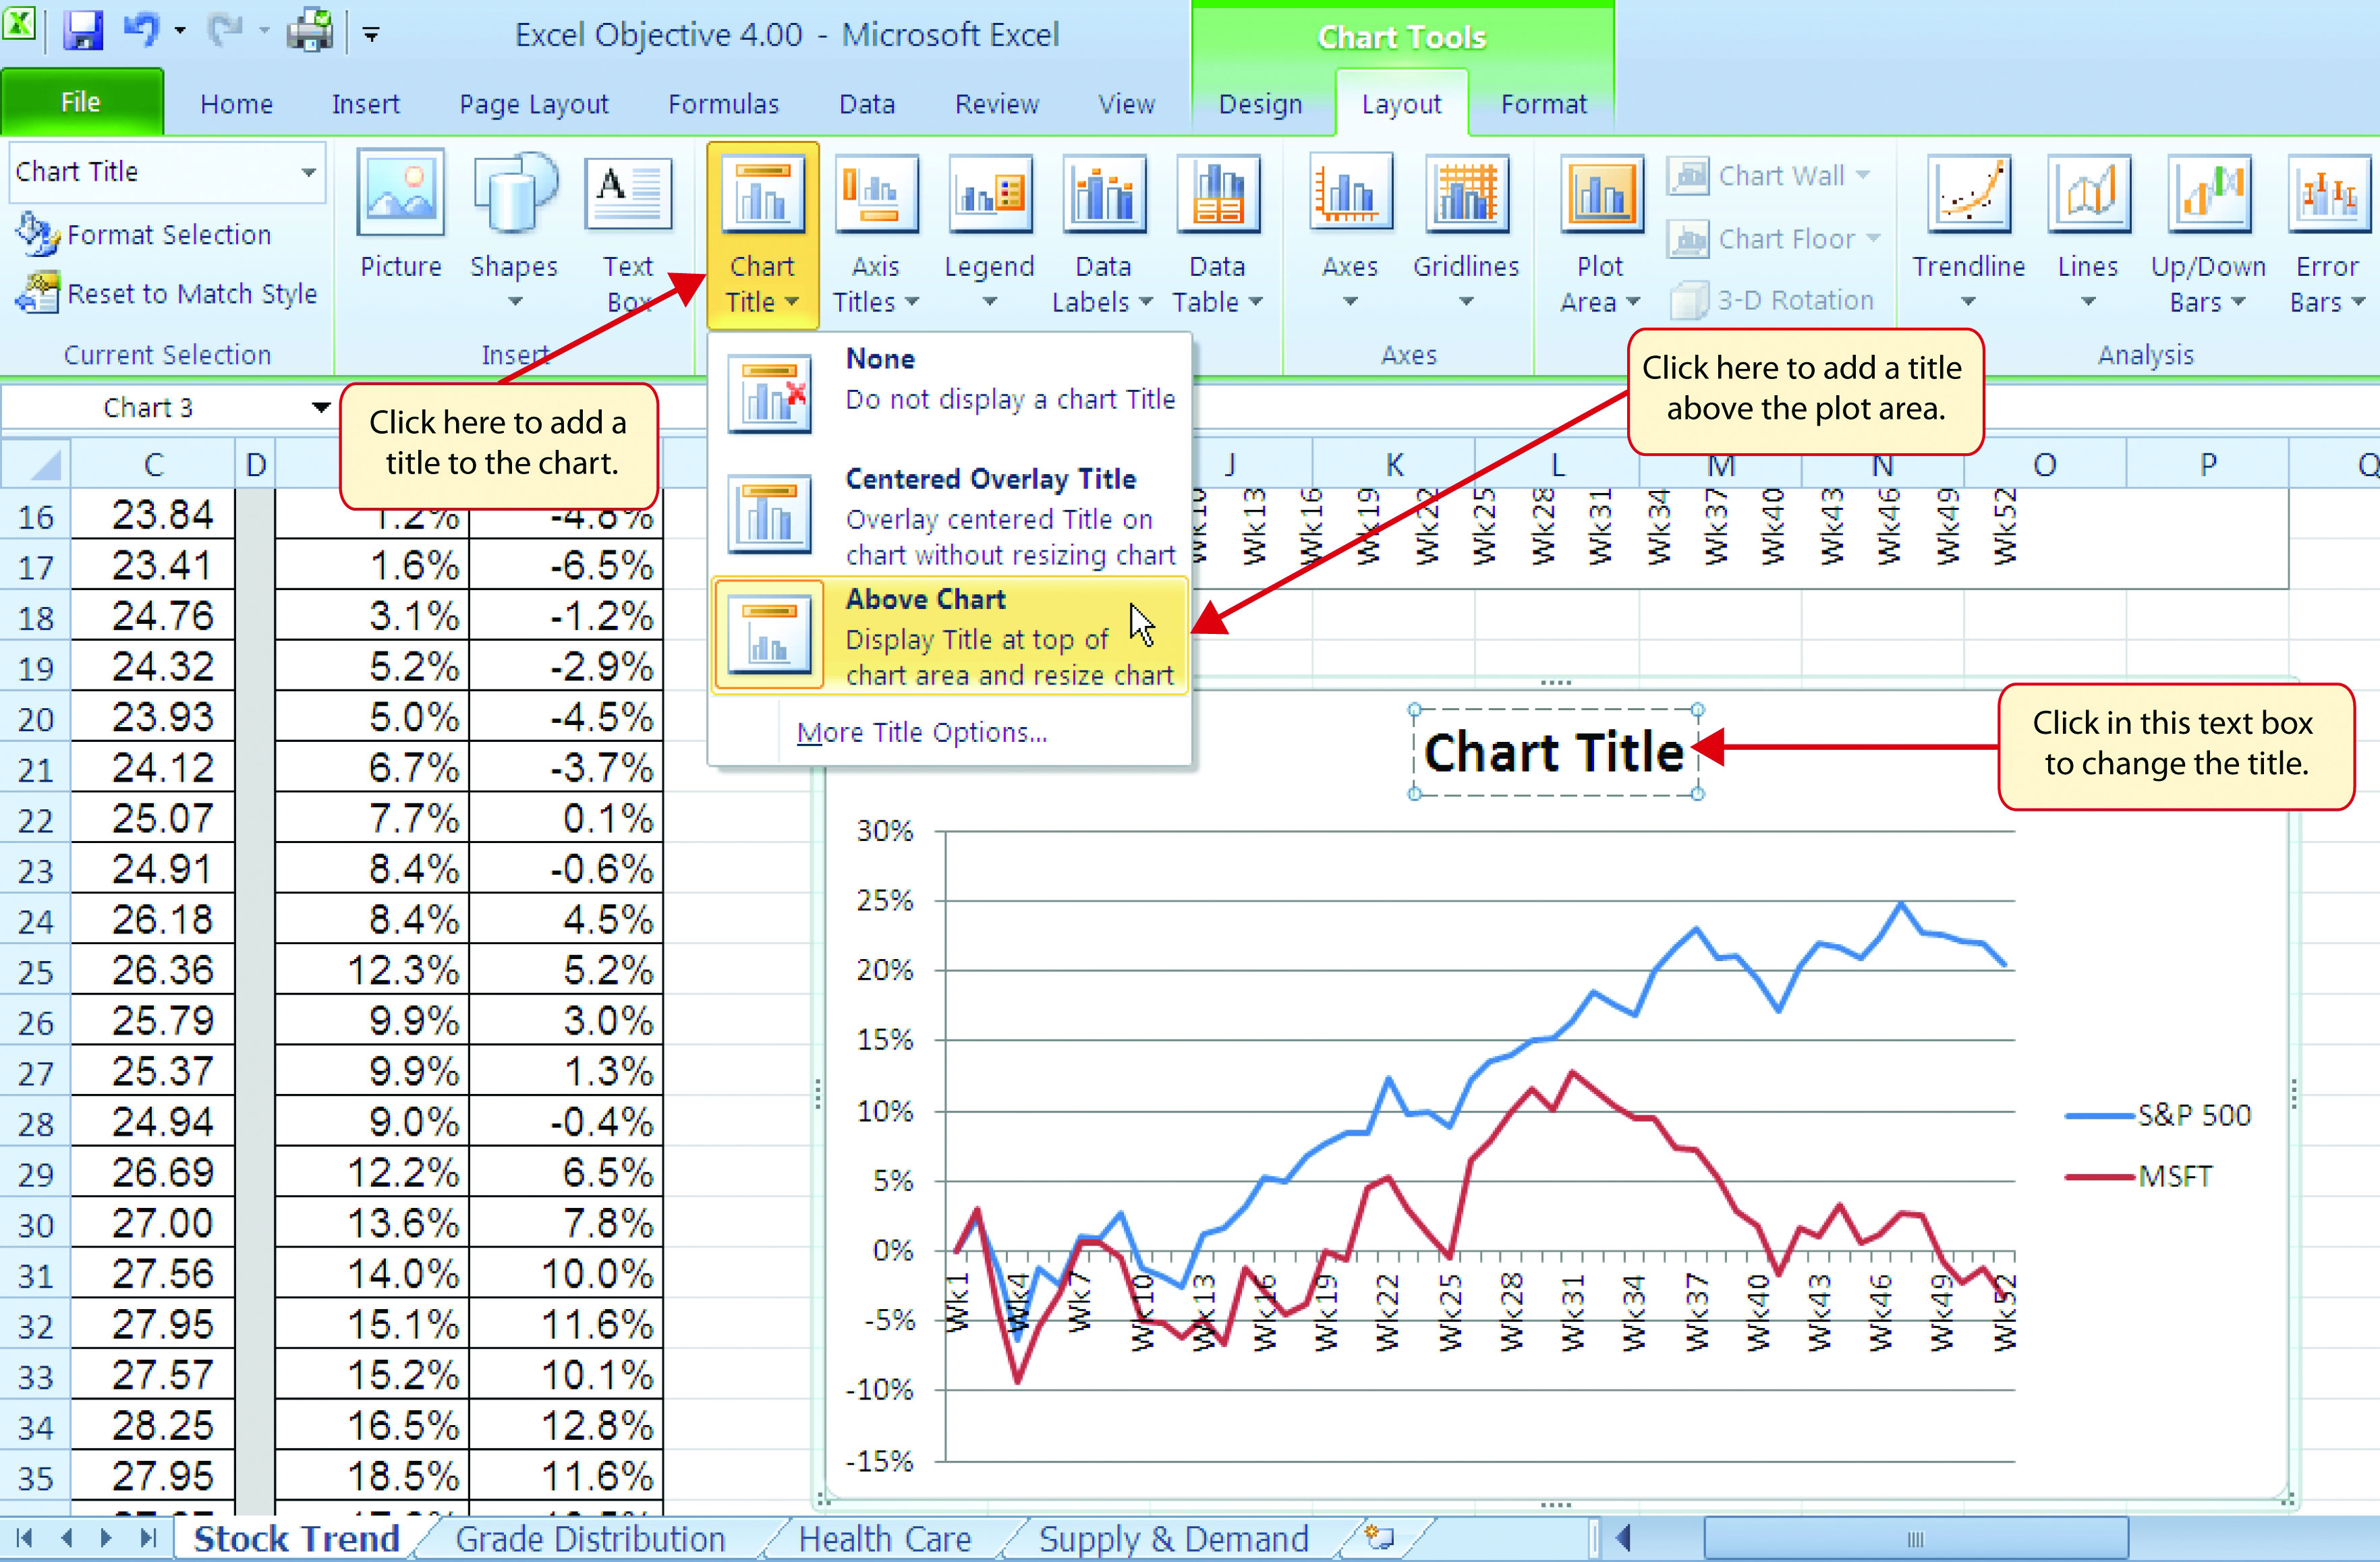 Excel Objective 4.00 - Microsoft Excel
Chart Tools
File Home Insert Page Layout Formulas Data Review View Design Layout Format
Chart Title
Format Selection
Reset to Match Style
Current Selection
Picture
Shapes
Text
Box
Insert
Chart
Title
Axis
Titles
Legend
Data
Labels
Data
Table
Axes
Gridlines
Axes
Plot
Area
Chart Wall
Chart Floor
3-D Rotation
Trendline
Lines
Up/Down
Bars
Error
Bars
Analysis
Click here to add a
title to the chart.
Click here to add a title
above the plot area.
Click in this text box
to change the title.
None
Do not display a chart Title
Centered Overlay Title
Overlay centered Title on
chart without resizing chart
Above Chart
Display Title at top of
chart area and resize chart
More Title Options...
Chart 3
C D J K L M N O P Q
16 23.84 1.2% -4.8%
17 23.41 1.6% -6.5%
18 24.76 3.1% -1.2%
19 24.32 5.2% -2.9%
20 23.93 5.0% -4.5%
21 24.12 6.7% -3.7%
22 25.07 7.7% 0.1%
23 24.91 8.4% -0.6%
24 26.18 8.4% 4.5%
25 26.36 12.3% 5.2%
26 25.79 9.9% 3.0%
27 25.37 9.9% 1.3%
28 24.94 9.0% -0.4%
29 26.69 12.2% 6.5%
30 27.00 13.6% 7.8%
31 27.56 14.0% 10.0%
32 27.95 15.1% 11.6%
33 27.57 15.2% 10.1%
34 28.25 16.5% 12.8%
35 27.95 18.5% 11.6%
Wk10 Wk13 Wk16 Wk19 Wk22 Wk25 Wk28 Wk31 Wk34 Wk37 Wk40 Wk43 Wk46 Wk49 Wk52
Chart Title
30%
25%
20%
15%
10%
5%
0%
-5%
-10%
-15%
Wk1 Wk4 Wk7 Wk10 Wk13 Wk16 Wk19 Wk22 Wk25 Wk28 Wk31 Wk34 Wk37 Wk40 Wk43 Wk46 Wk49 Wk52
S&P 500
MSFT
Stock Trend Grade Distribution Health Care Supply & Demand